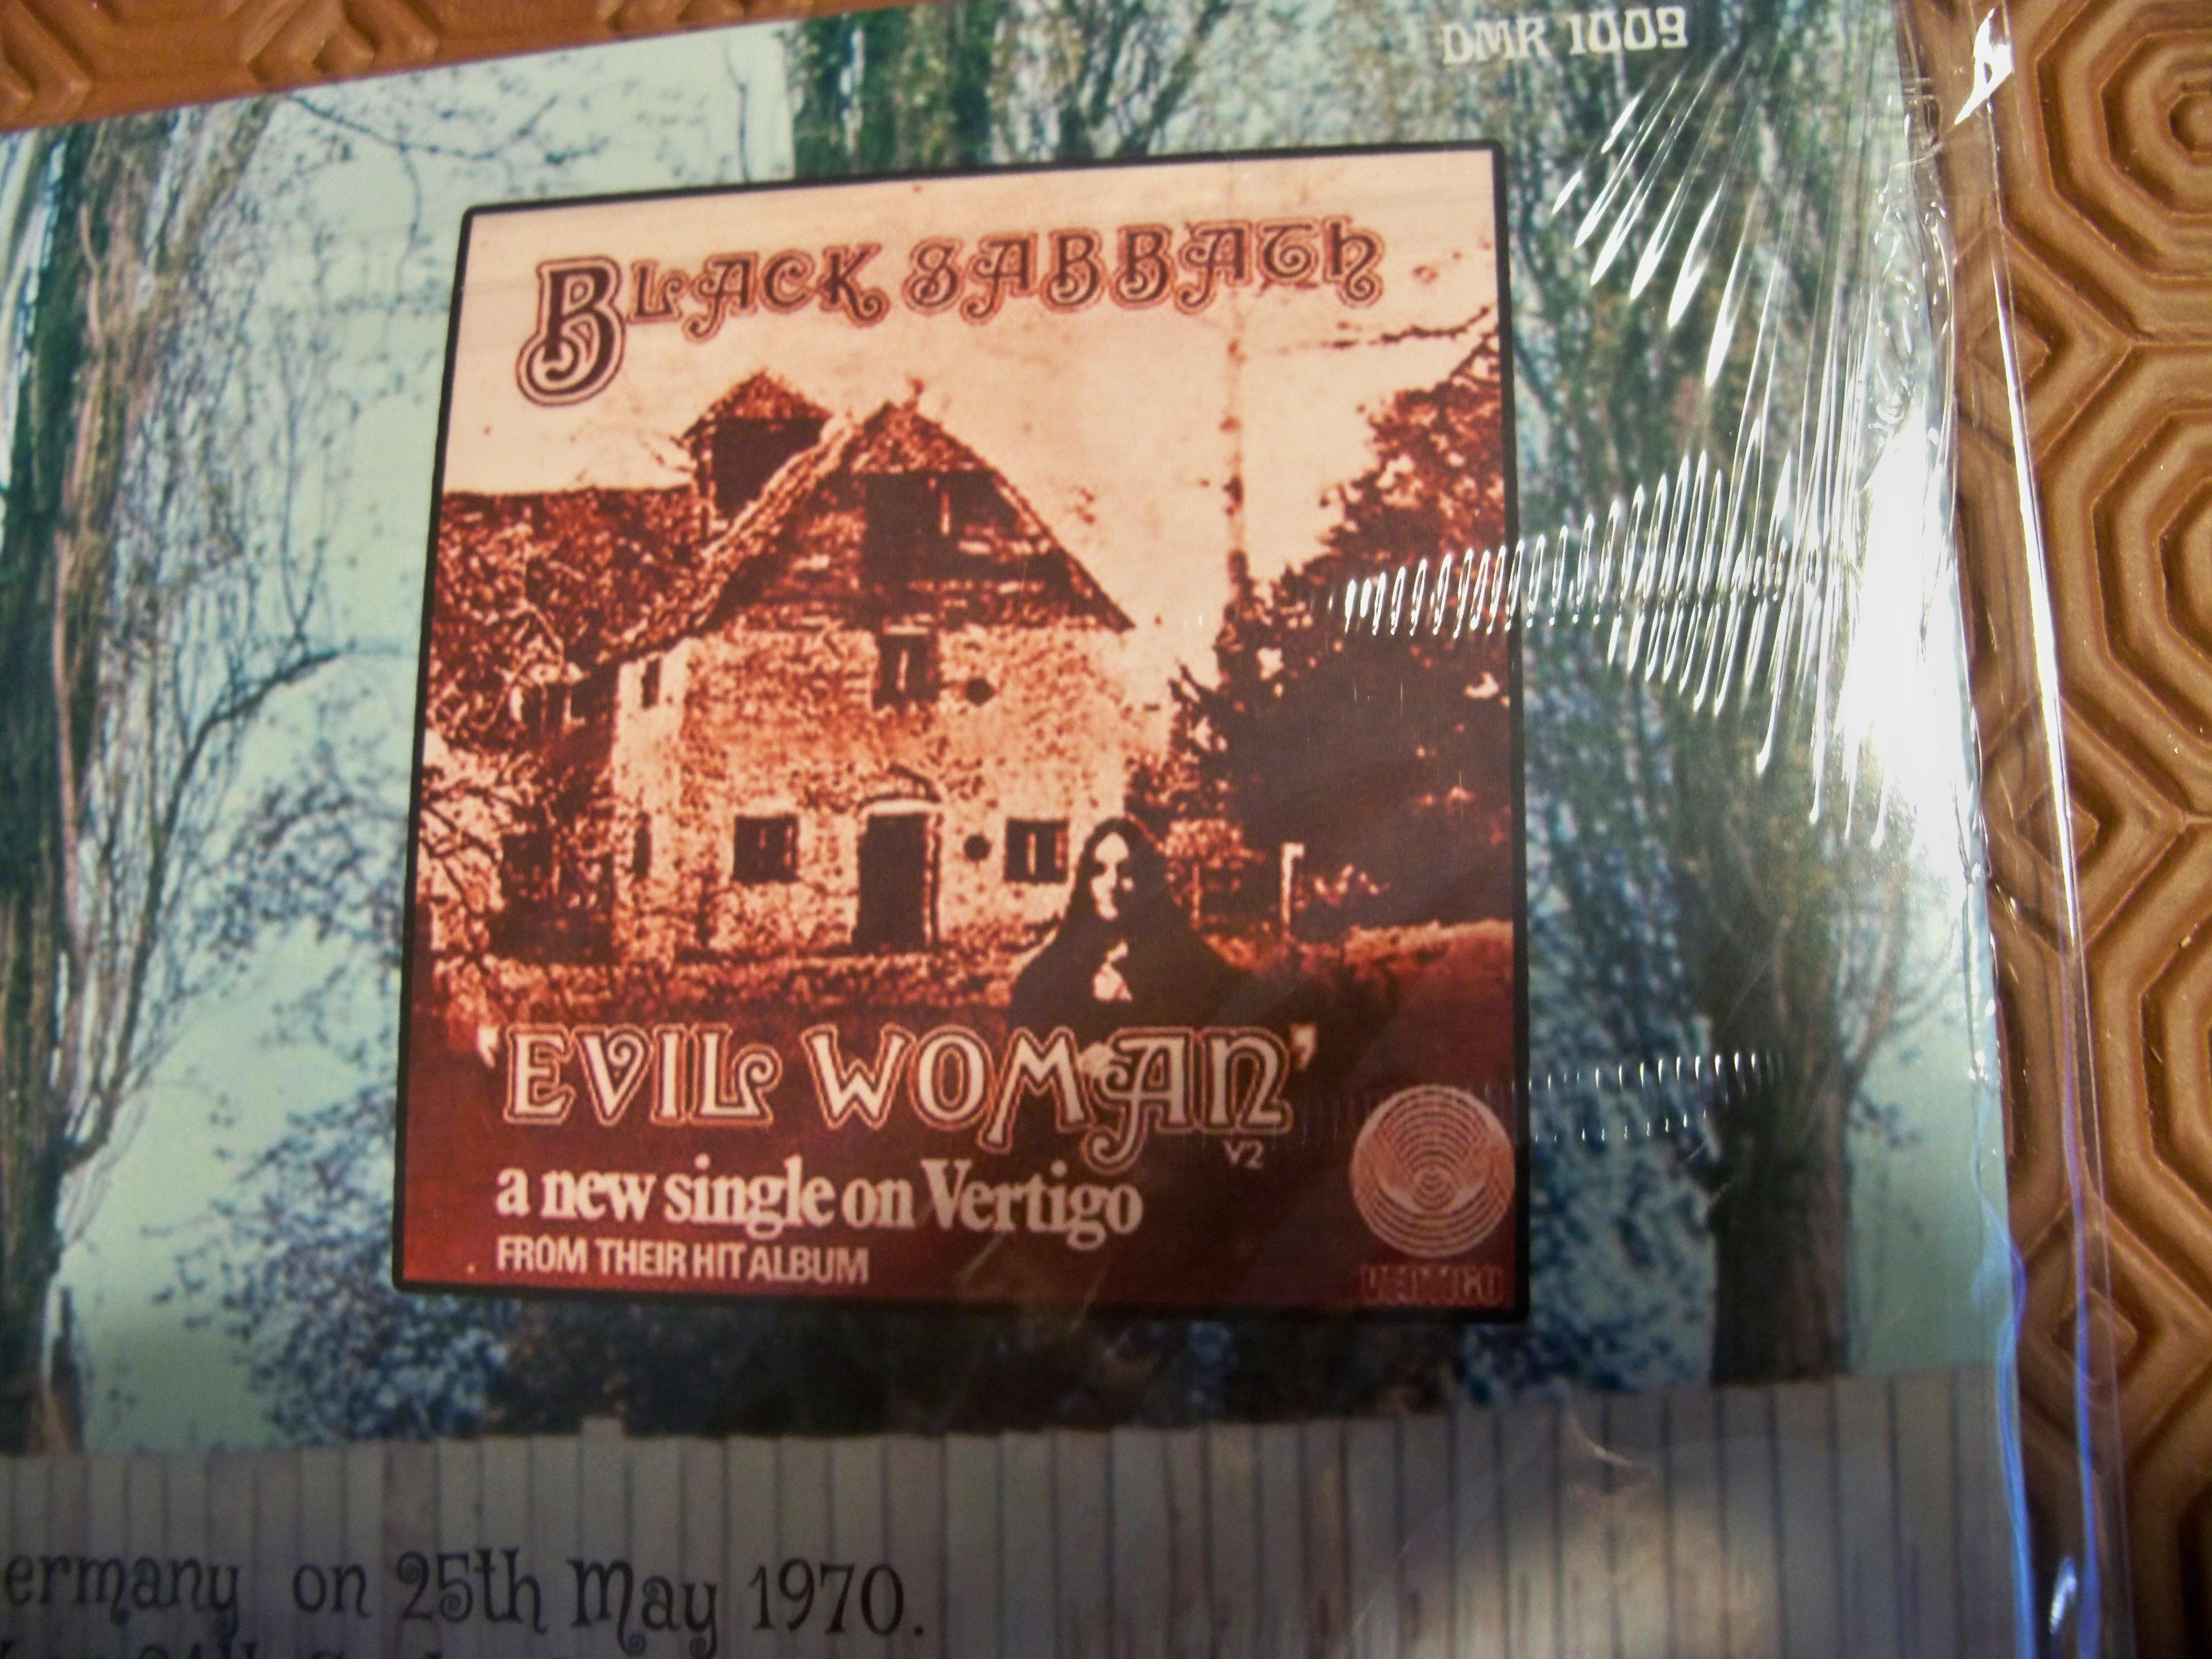 DMR 1009
BLACK SABBATH
'EVIL WOMAN'
V2
a new single on Vertigo
FROM THEIR HIT ALBUM
VERTIGO
ermany on 25th May 1970.